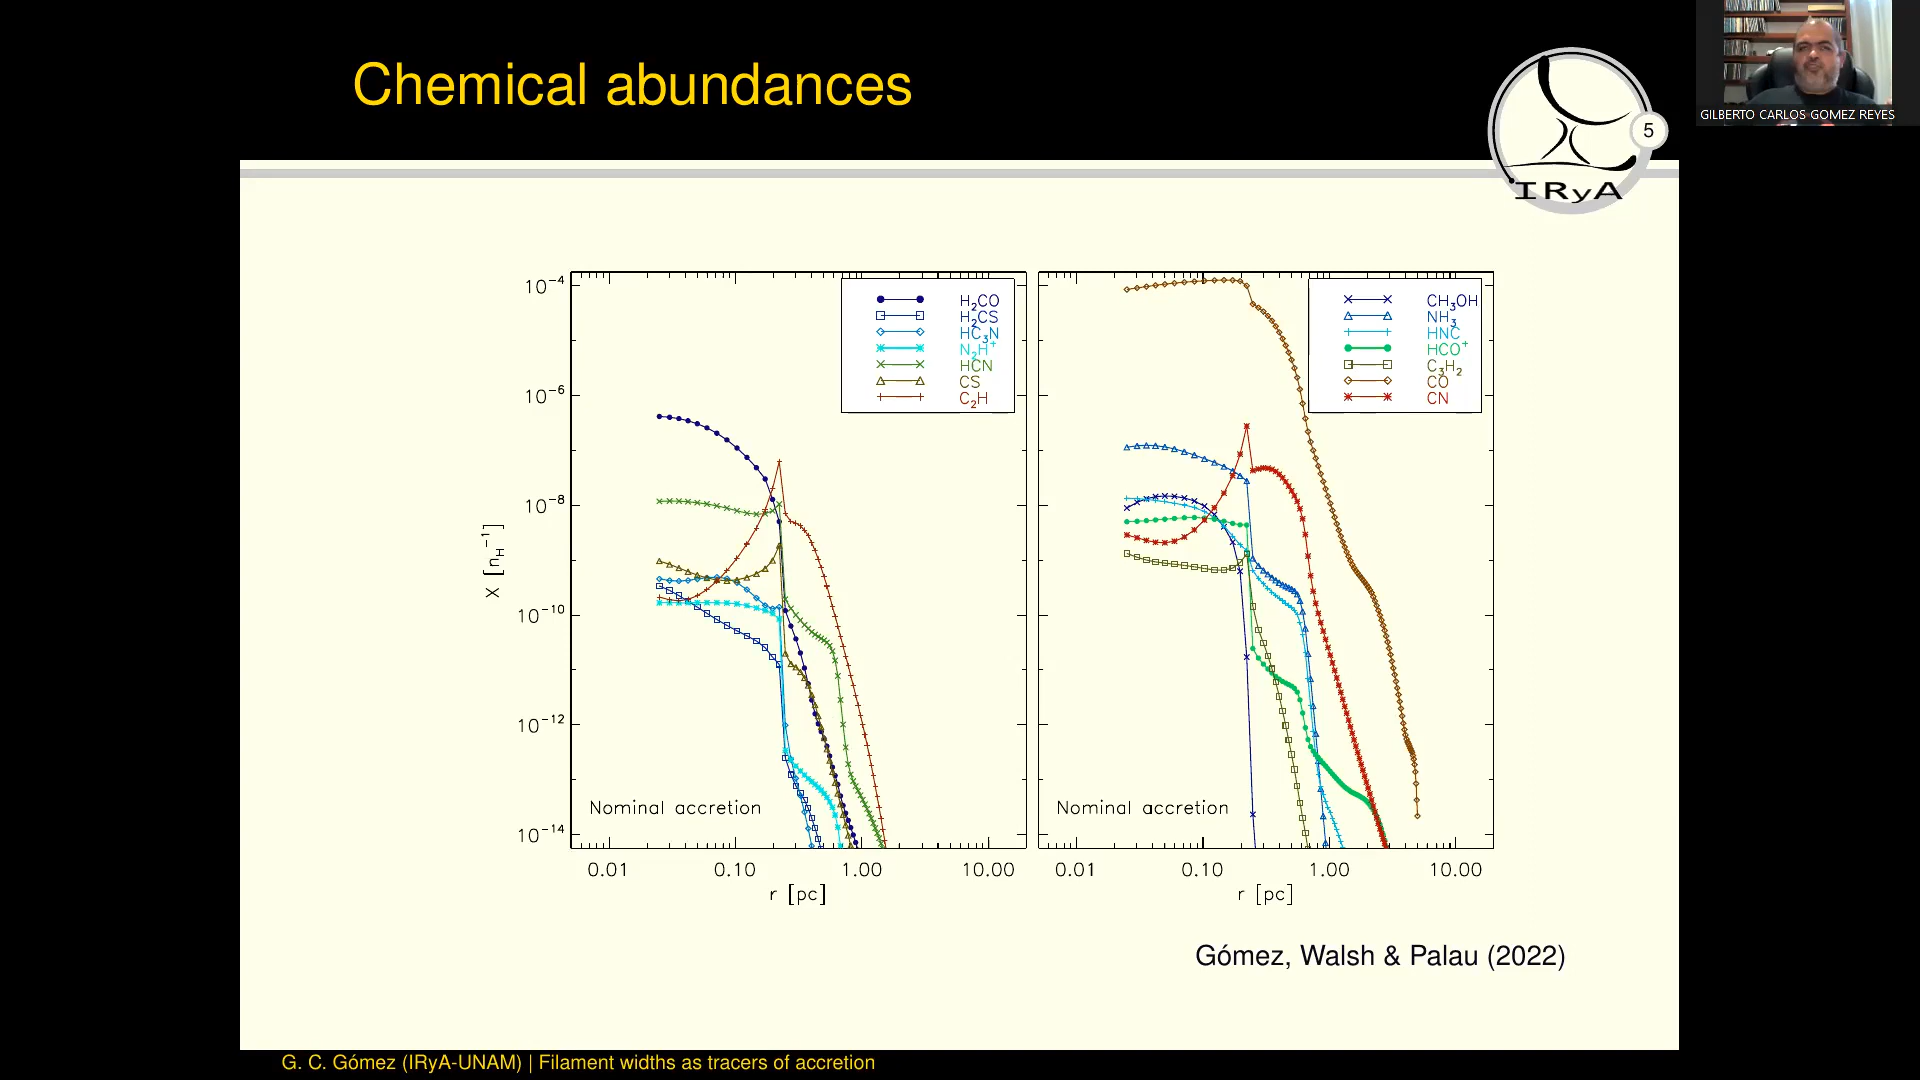 Chemical abundances
5
IRyA
GILBERTO CARLOS GOMEZ REYES
X [n_H^-1]
10^-4
10^-6
10^-8
10^-10
10^-12
10^-14
H₂CO
H₂CS
HC₃N
N₂H⁺
HCN
CS
C₂H
Nominal accretion
0.01 0.10 1.00 10.00
r [pc]
CH₃OH
NH₃
HNC
HCO⁺
C₃H₂
CO
CN
Nominal accretion
0.01 0.10 1.00 10.00
r [pc]
Gómez, Walsh & Palau (2022)
G. C. Gómez (IRyA-UNAM) | Filament widths as tracers of accretion